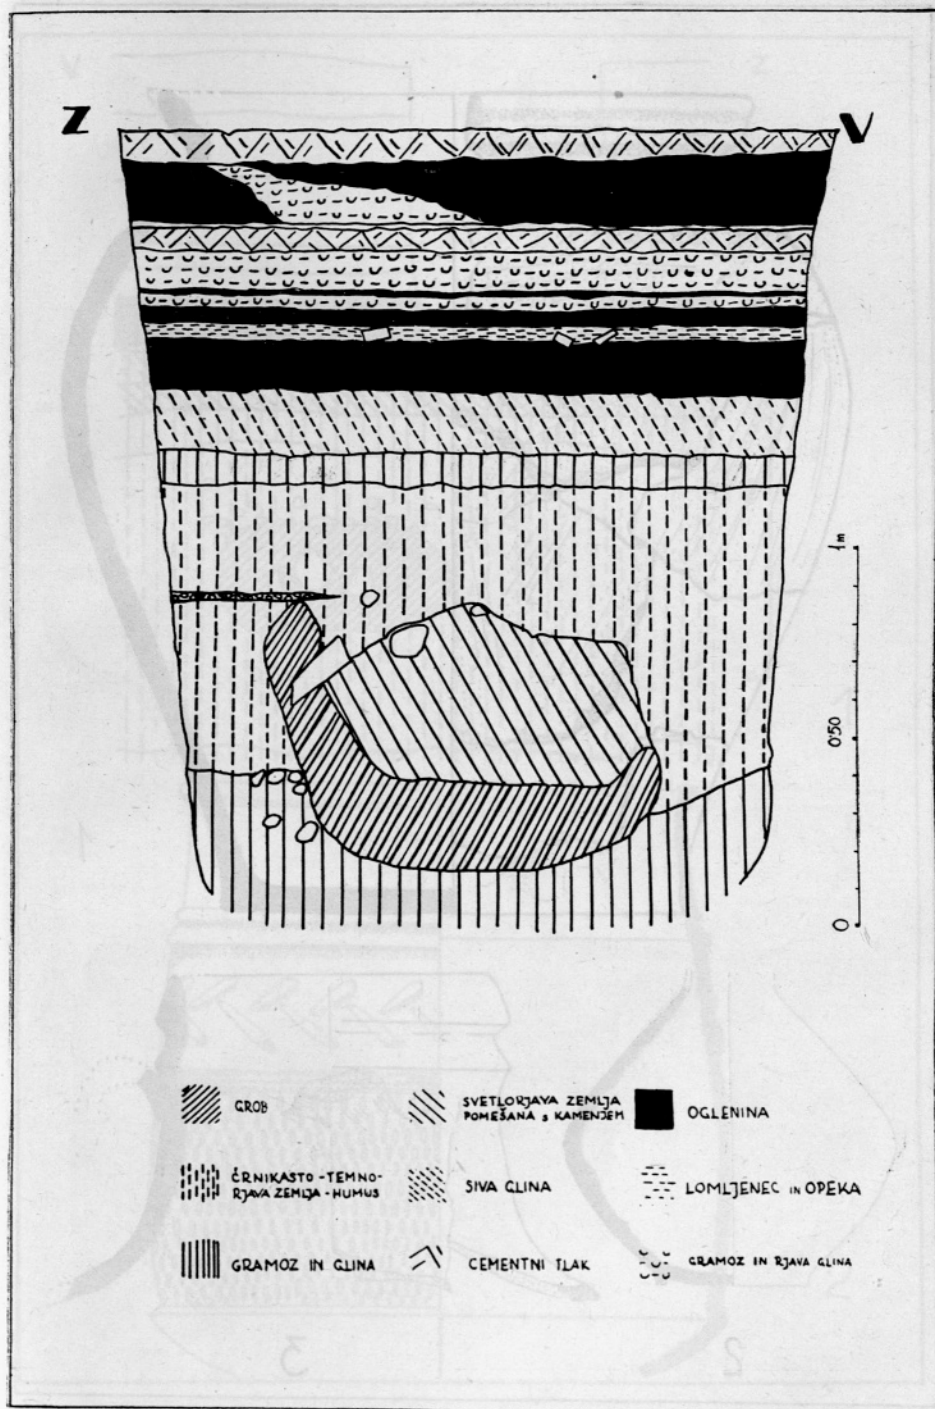 Z
V
1m
0'50
0
GROB
SVETLORJAVA ZEMLJA
POMEŠANA S KAMENJEM
OGLENINA
ČRNIKASTO-TEMNO-
RJAVA ZEMLJA-HUMUS
SIVA GLINA
LOMLJENEC IN OPEKA
GRAMOZ IN GLINA
CEMENTNI TLAK
GRAMOZ IN RJAVA GLINA